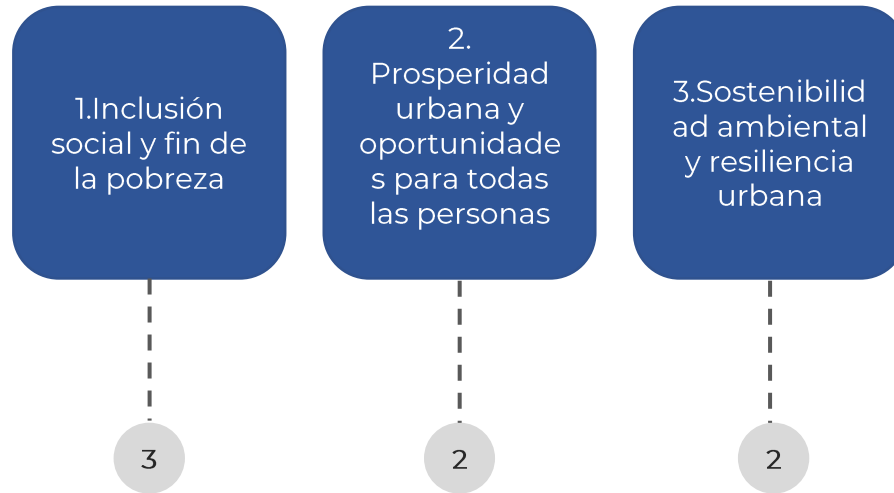 1.Inclusión
social y fin de
la pobreza
2.
Prosperidad
urbana y
oportunidade
s para todas
las personas
3.Sostenibilid
ad ambiental
y resiliencia
urbana
3
2
2